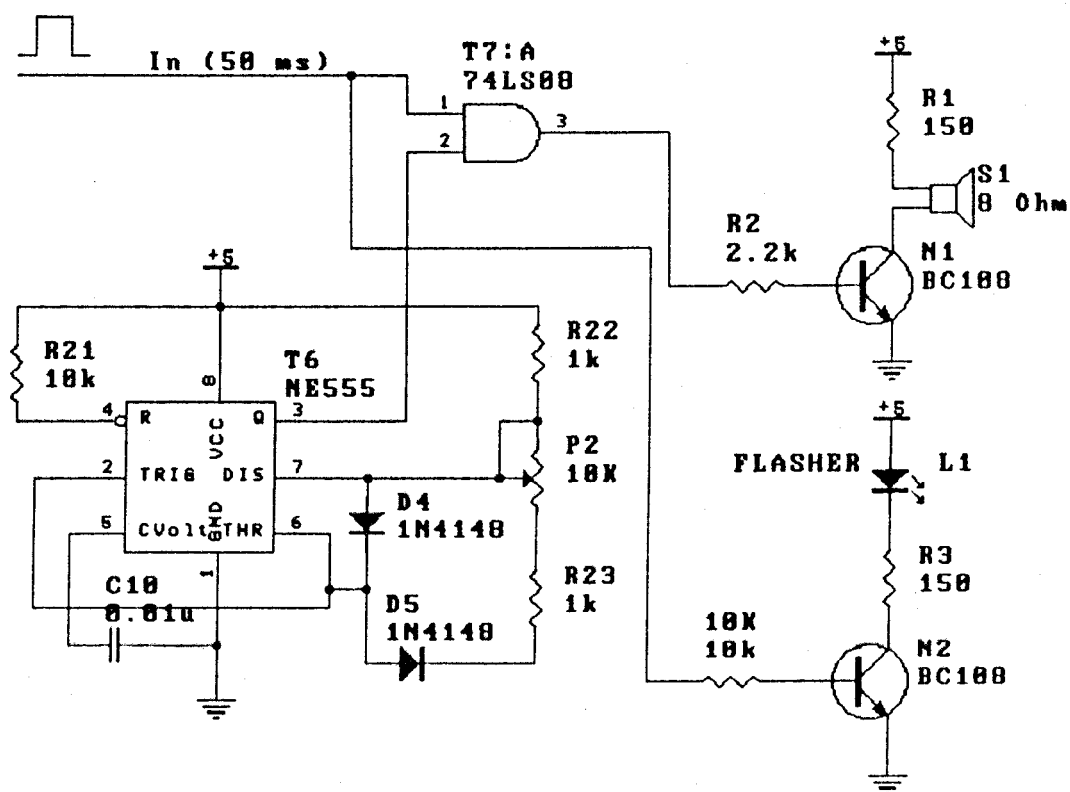 In (50 ms)
T7:A
74LS08
1
2
3
+5
R1
150
S1
8 Ohm
R2
2.2k
N1
BC108
+5
R21
10k
T6
NE555
R22
1k
8
4
R
Q
3
VCC
2
TRIG
DIS
7
P2
10K
5
CVolt
GND
THR
6
1
D4
1N4148
C10
0.01u
D5
1N4148
R23
1k
+5
FLASHER
L1
R3
150
10K
10k
N2
BC108